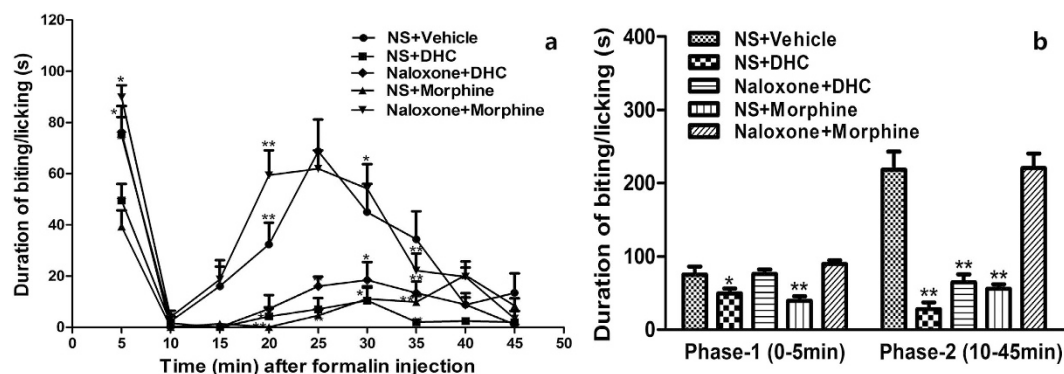 120
100
80
60
40
20
0
Duration of biting/licking (s)
a
NS+Vehicle
NS+DHC
Naloxone+DHC
NS+Morphine
Naloxone+Morphine
*
*
**
**
*
**
**
*
*
**
**
0 5 10 15 20 25 30 35 40 45 50
Time (min) after formalin injection
400
300
200
100
0
Duration of biting/licking (s)
b
NS+Vehicle
NS+DHC
Naloxone+DHC
NS+Morphine
Naloxone+Morphine
*
**
**
**
**
Phase-1 (0-5min) Phase-2 (10-45min)